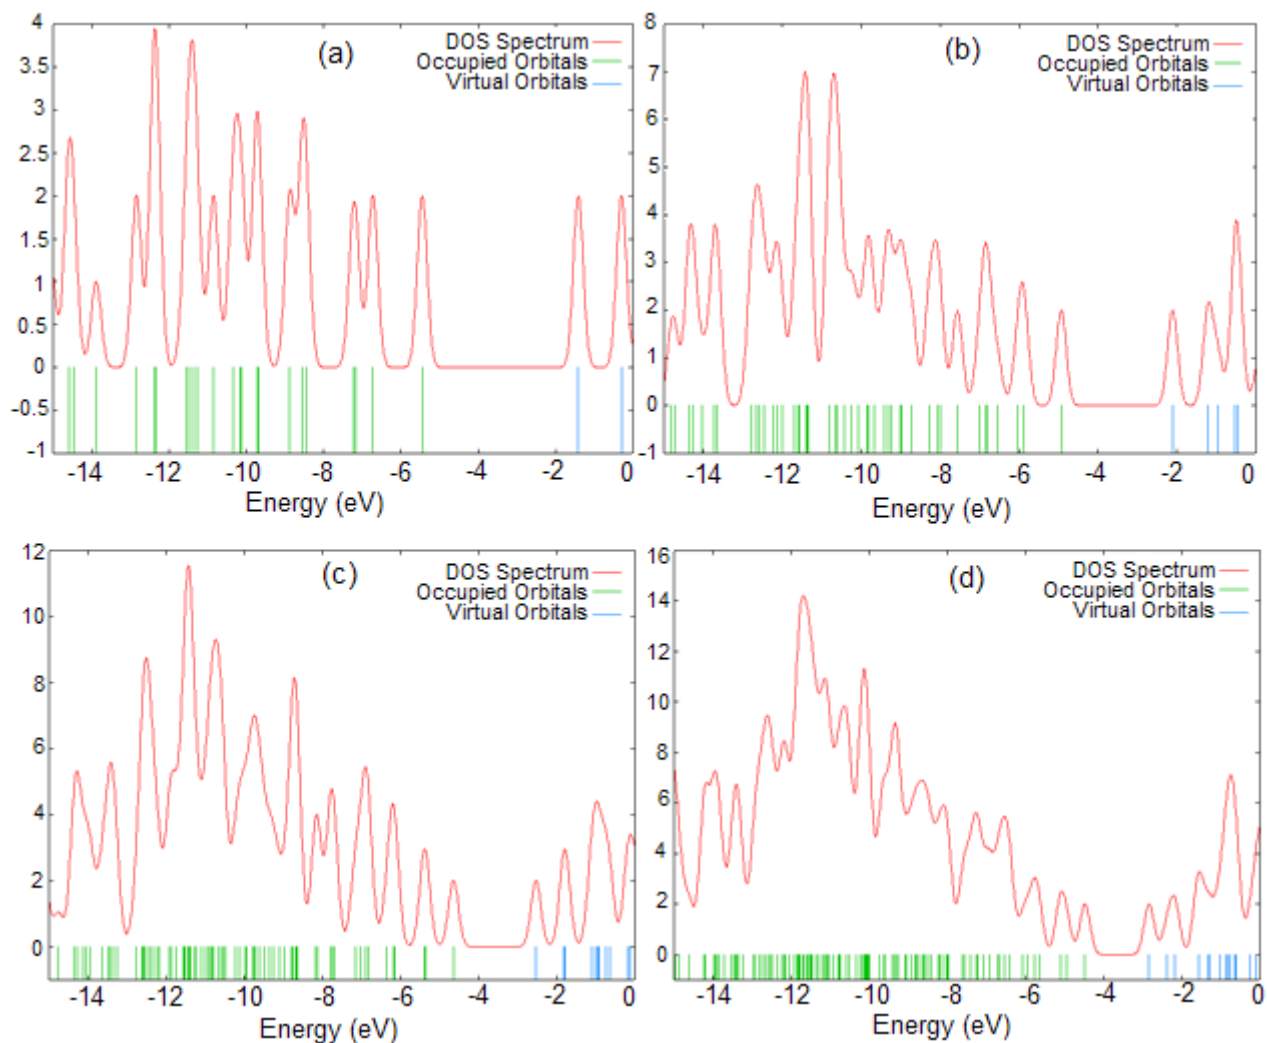 (a)
DOS Spectrum
Occupied Orbitals
Virtual Orbitals
4
3.5
3
2.5
2
1.5
1
0.5
0
-0.5
-1
-14 -12 -10 -8 -6 -4 -2 0
Energy (eV)
(b)
DOS Spectrum
Occupied Orbitals
Virtual Orbitals
8
7
6
5
4
3
2
1
0
-1
-14 -12 -10 -8 -6 -4 -2 0
Energy (eV)
(c)
DOS Spectrum
Occupied Orbitals
Virtual Orbitals
12
10
8
6
4
2
0
-14 -12 -10 -8 -6 -4 -2 0
Energy (eV)
(d)
DOS Spectrum
Occupied Orbitals
Virtual Orbitals
16
14
12
10
8
6
4
2
0
-14 -12 -10 -8 -6 -4 -2 0
Energy (eV)